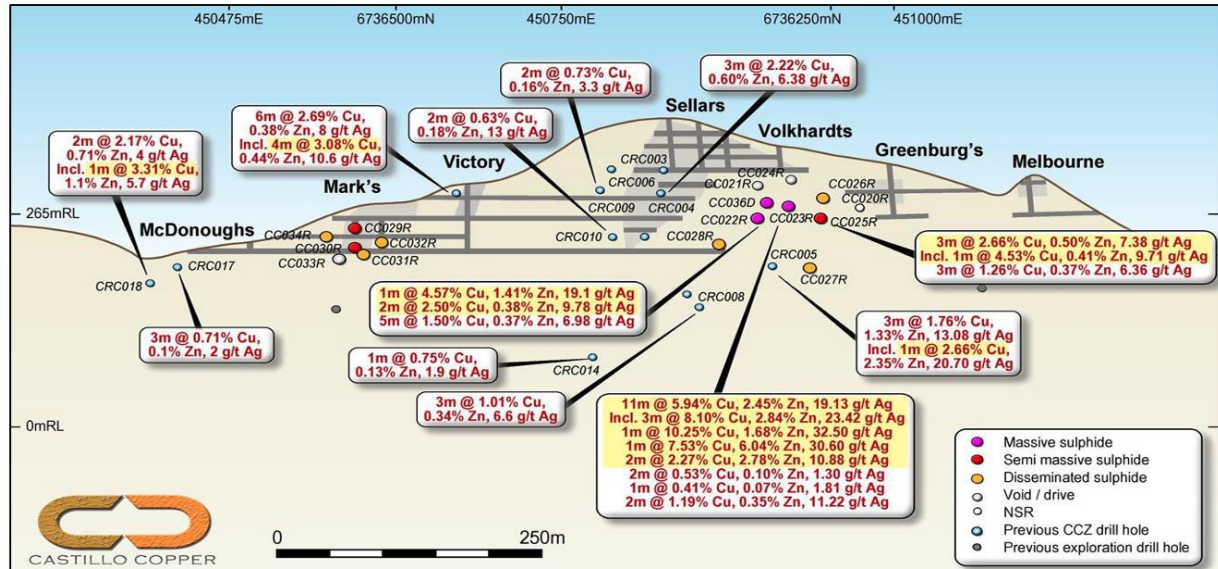 450475mE
6736500mN
450750mE
6736250mN
451000mE
3m @ 2.22% Cu,
0.60% Zn, 6.38 g/t Ag
2m @ 0.73% Cu,
0.16% Zn, 3.3 g/t Ag
Sellars
6m @ 2.69% Cu,
0.38% Zn, 8 g/t Ag
Incl. 4m @ 3.08% Cu,
0.44% Zn, 10.6 g/t Ag
2m @ 0.63% Cu,
0.18% Zn, 13 g/t Ag
Volkhardts
2m @ 2.17% Cu,
0.71% Zn, 4 g/t Ag
Incl. 1m @ 3.31% Cu,
1.1% Zn, 5.7 g/t Ag
Victory
Greenburg's
Melbourne
Mark's
McDonoughs
CRC003
CRC006
CC024R
CC021R
CC026R
CC020R
CRC009
CRC004
CC036D
CC022R
CC023R
CC025R
265mRL
CC029R
CC034R
CC030R
CC032R
CC033R
CC031R
CRC010
CC028R
CRC005
CC027R
CRC017
CRC018
CRC008
3m @ 2.66% Cu, 0.50% Zn, 7.38 g/t Ag
Incl. 1m @ 4.53% Cu, 0.41% Zn, 9.71 g/t Ag
3m @ 1.26% Cu, 0.37% Zn, 6.36 g/t Ag
1m @ 4.57% Cu, 1.41% Zn, 19.1 g/t Ag
2m @ 2.50% Cu, 0.38% Zn, 9.78 g/t Ag
5m @ 1.50% Cu, 0.37% Zn, 6.98 g/t Ag
3m @ 0.71% Cu,
0.1% Zn, 2 g/t Ag
3m @ 1.76% Cu,
1.33% Zn, 13.08 g/t Ag
Incl. 1m @ 2.66% Cu,
2.35% Zn, 20.70 g/t Ag
1m @ 0.75% Cu,
0.13% Zn, 1.9 g/t Ag
CRC014
3m @ 1.01% Cu,
0.34% Zn, 6.6 g/t Ag
11m @ 5.94% Cu, 2.45% Zn, 19.13 g/t Ag
Incl. 3m @ 8.10% Cu, 2.84% Zn, 23.42 g/t Ag
1m @ 10.25% Cu, 1.68% Zn, 32.50 g/t Ag
1m @ 7.53% Cu, 6.04% Zn, 30.60 g/t Ag
2m @ 2.27% Cu, 2.78% Zn, 10.88 g/t Ag
2m @ 0.53% Cu, 0.10% Zn, 1.30 g/t Ag
1m @ 0.41% Cu, 0.07% Zn, 1.81 g/t Ag
2m @ 1.19% Cu, 0.35% Zn, 11.22 g/t Ag
0mRL
Massive sulphide
Semi massive sulphide
Disseminated sulphide
Void / drive
NSR
Previous CCZ drill hole
Previous exploration drill hole
CASTILLO COPPER
0
250m